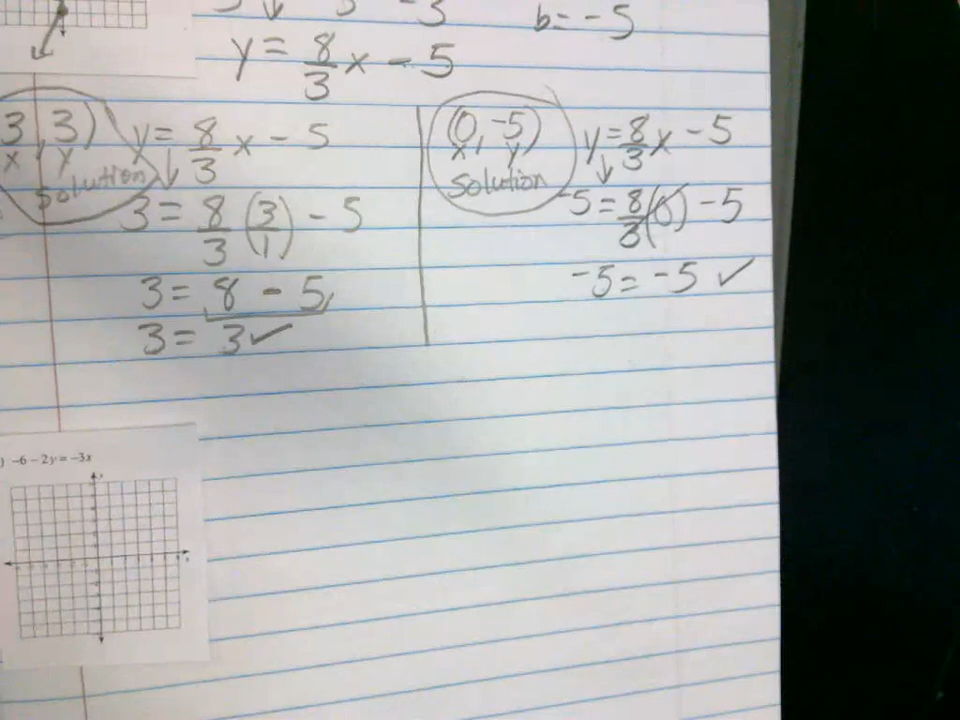 b = -5
y = 8/3 x - 5
3, 3)
x, y
solution
y = 8/3 x - 5
3 = 8/3 (3/1) - 5
3 = 8 - 5
3 = 3 ✓
(0, -5)
x, y
solution
y = 8/3 x - 5
-5 = 8/3 (0) - 5
-5 = -5 ✓
) -6 - 2y = -3x